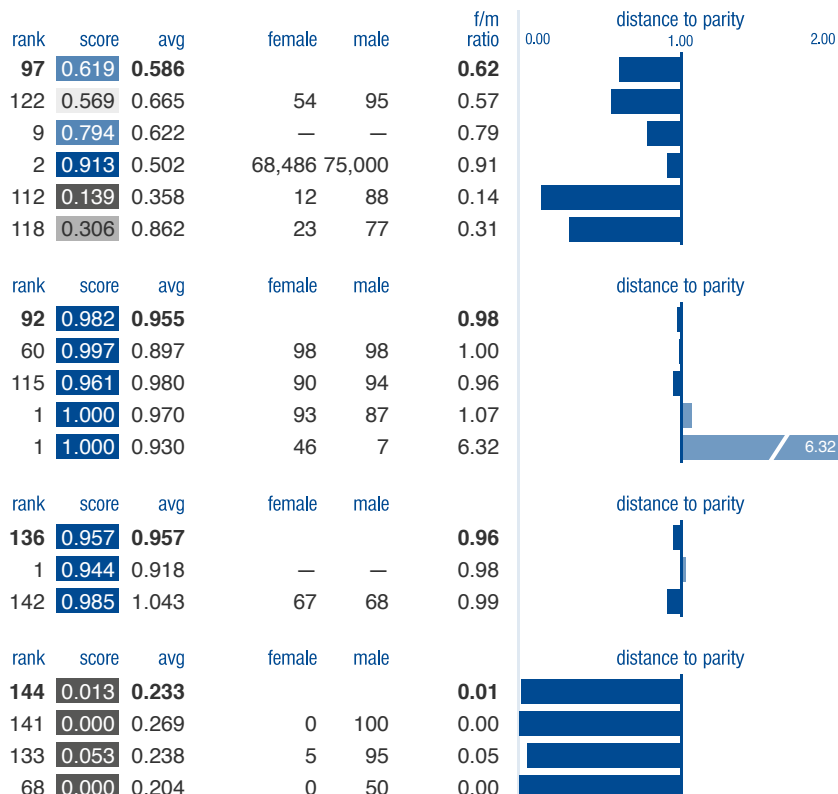 f/m distance to parity
rank score avg female male ratio 0.00 1.00 2.00
97 0.619 0.586 0.62
122 0.569 0.665 54 95 0.57
9 0.794 0.622 — — 0.79
2 0.913 0.502 68,486 75,000 0.91
112 0.139 0.358 12 88 0.14
118 0.306 0.862 23 77 0.31
rank score avg female male distance to parity
92 0.982 0.955 0.98
60 0.997 0.897 98 98 1.00
115 0.961 0.980 90 94 0.96
1 1.000 0.970 93 87 1.07
1 1.000 0.930 46 7 6.32 6.32
rank score avg female male distance to parity
136 0.957 0.957 0.96
1 0.944 0.918 — — 0.98
142 0.985 1.043 67 68 0.99
rank score avg female male distance to parity
144 0.013 0.233 0.01
141 0.000 0.269 0 100 0.00
133 0.053 0.238 5 95 0.05
68 0.000 0.204 0 50 0.00